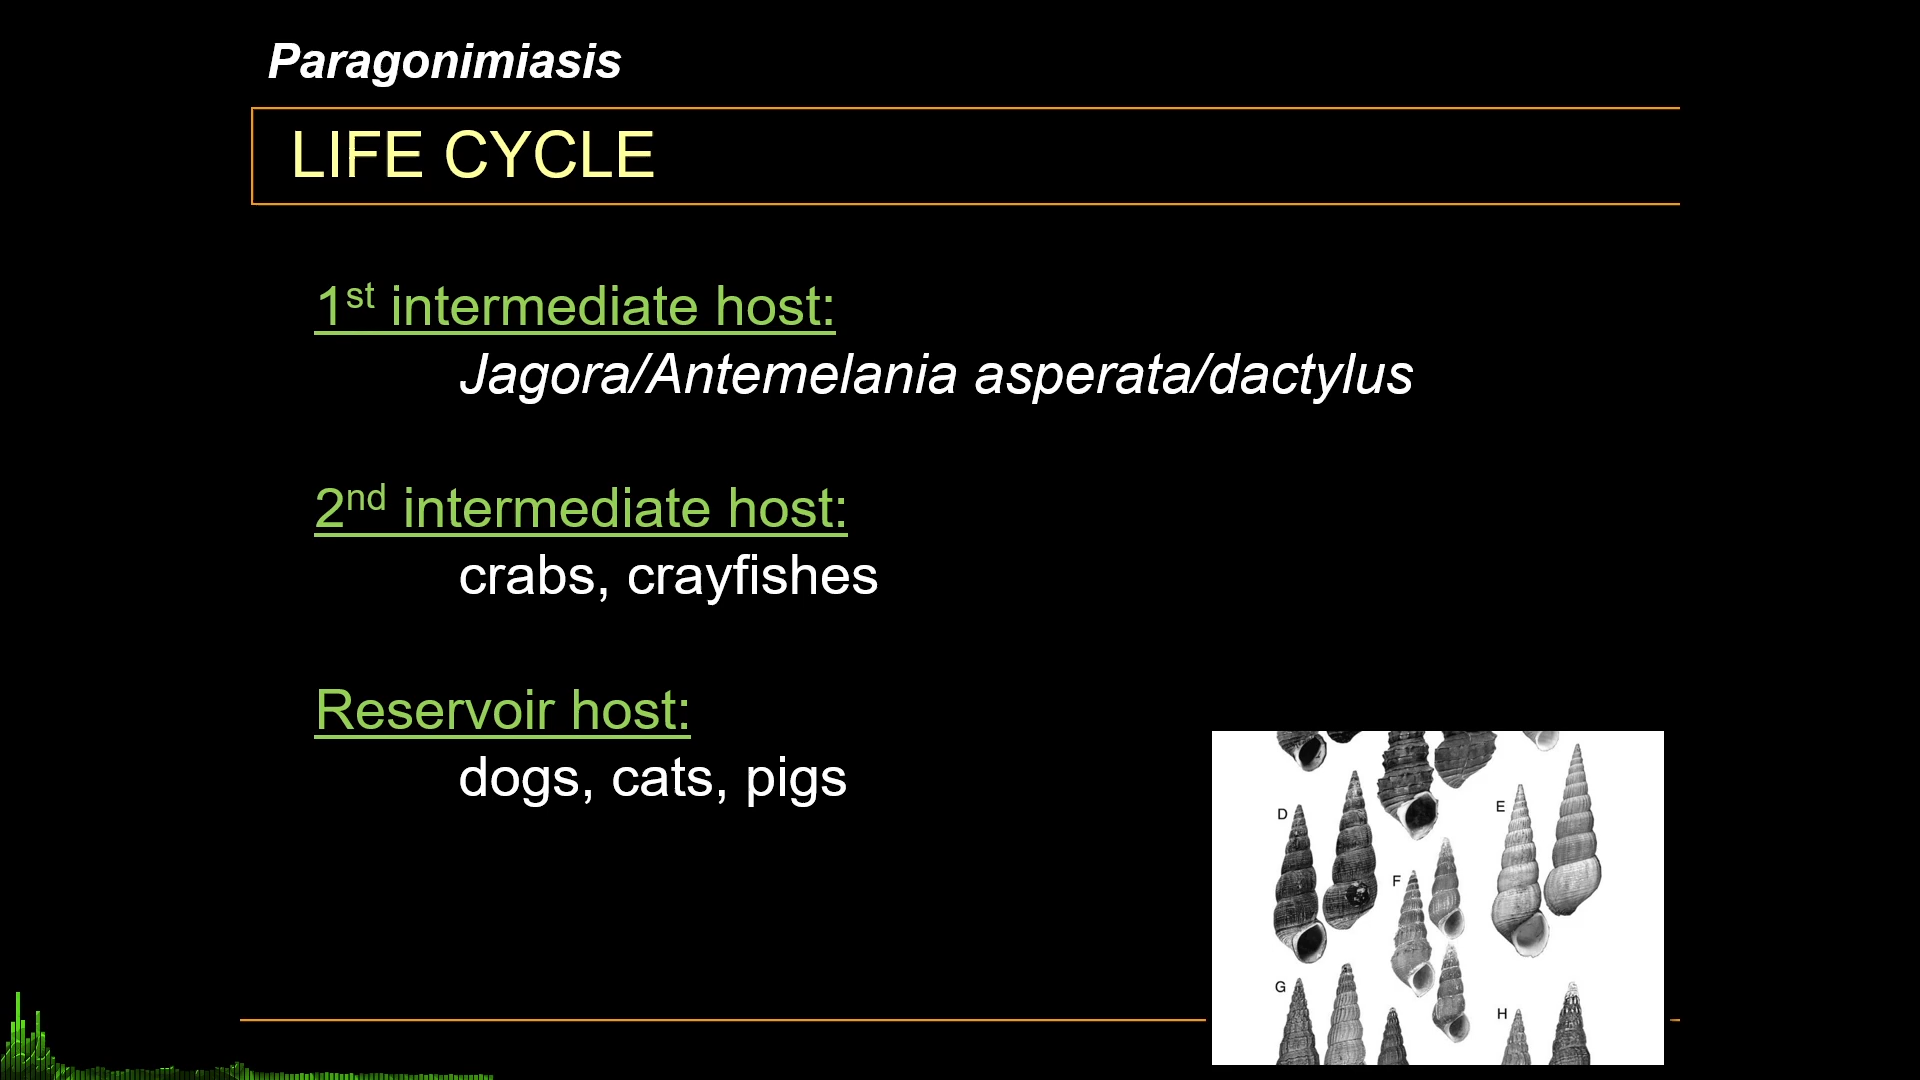 Paragonimiasis
LIFE CYCLE
1st intermediate host:
Jagora/Antemelania asperata/dactylus
2nd intermediate host:
crabs, crayfishes
Reservoir host:
dogs, cats, pigs
D
E
F
G
H